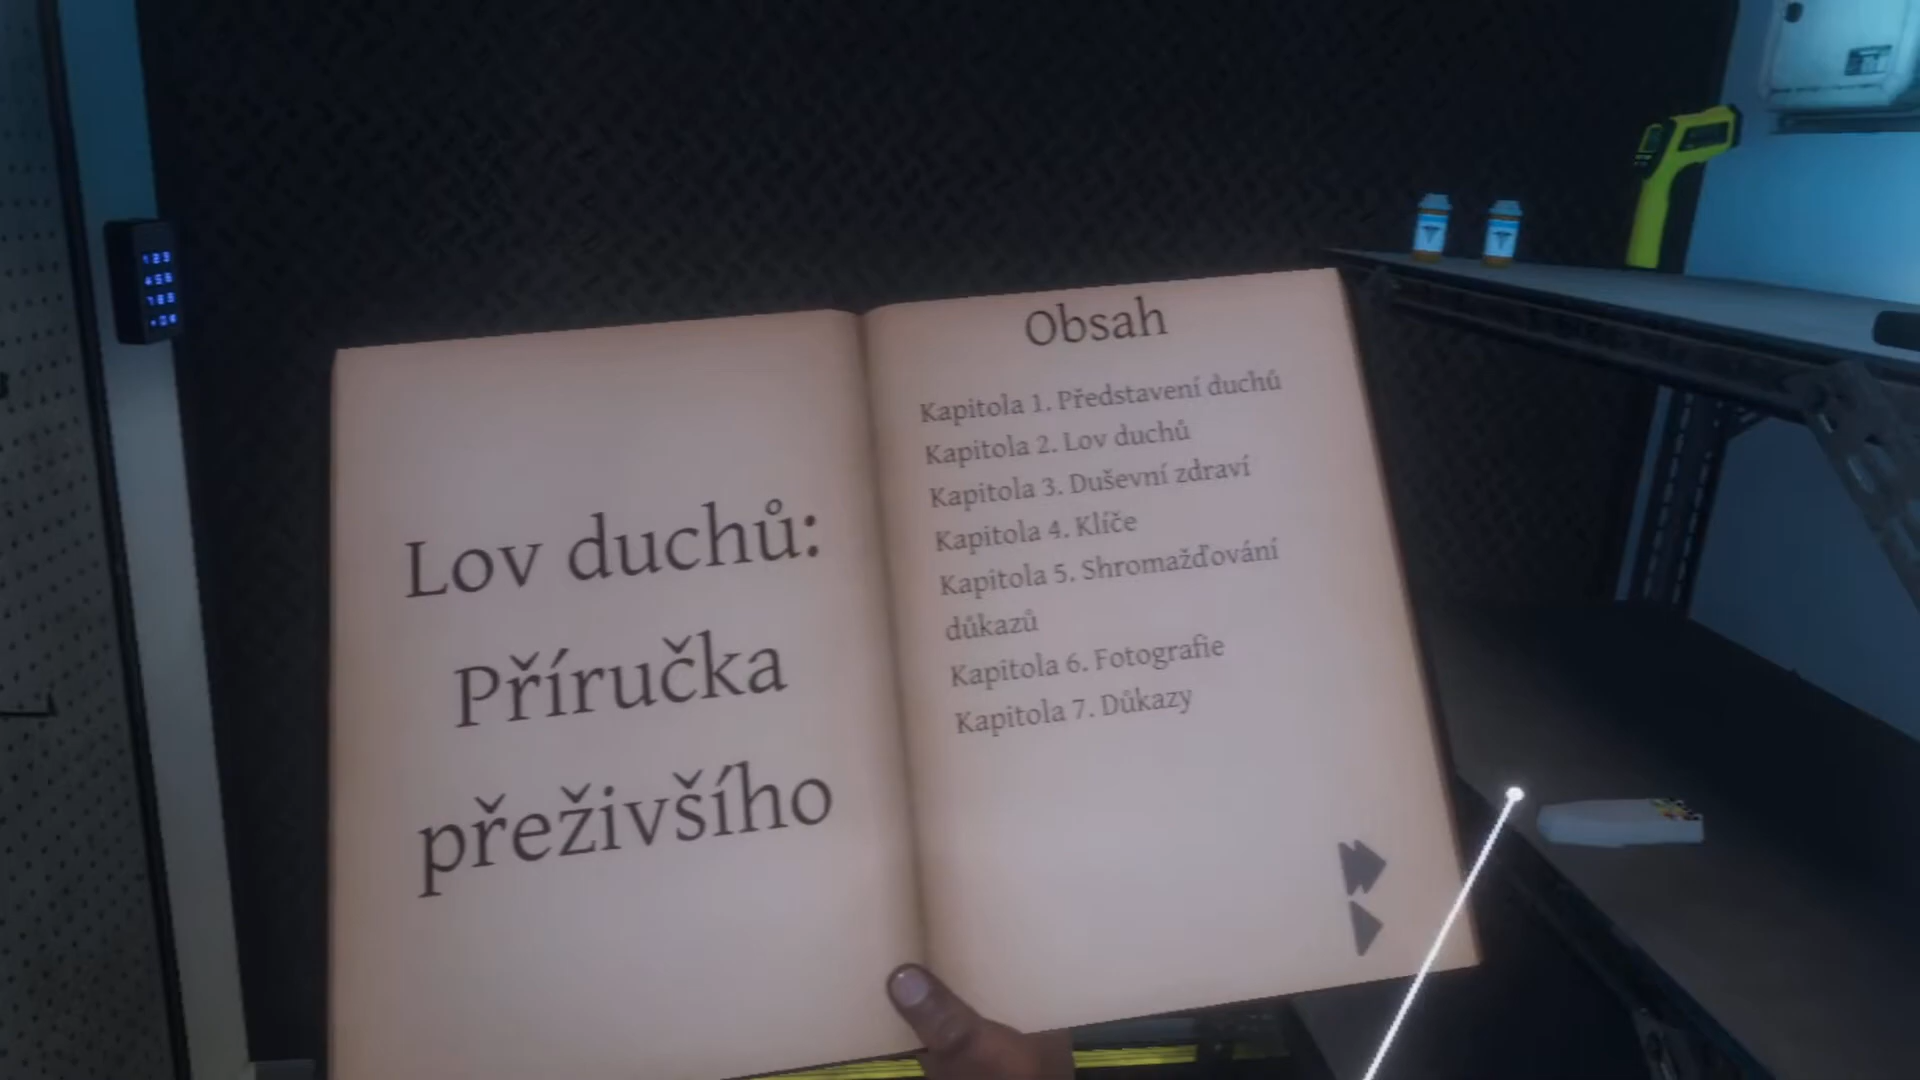 Lov duchů:
Příručka
přeživšího
Obsah
Kapitola 1. Představení duchů
Kapitola 2. Lov duchů
Kapitola 3. Duševní zdraví
Kapitola 4. Klíče
Kapitola 5. Shromažďování
důkazů
Kapitola 6. Fotografie
Kapitola 7. Důkazy